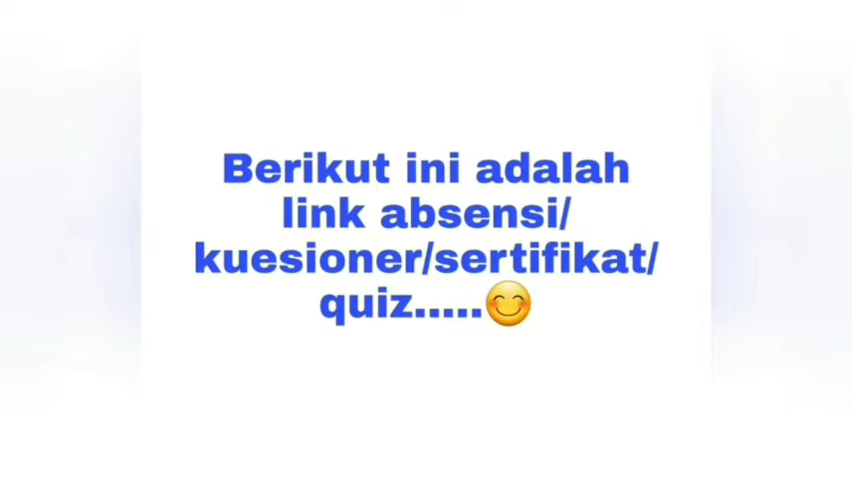 Berikut ini adalah
link absensi/
kuesioner/sertifikat/
quiz.....😊